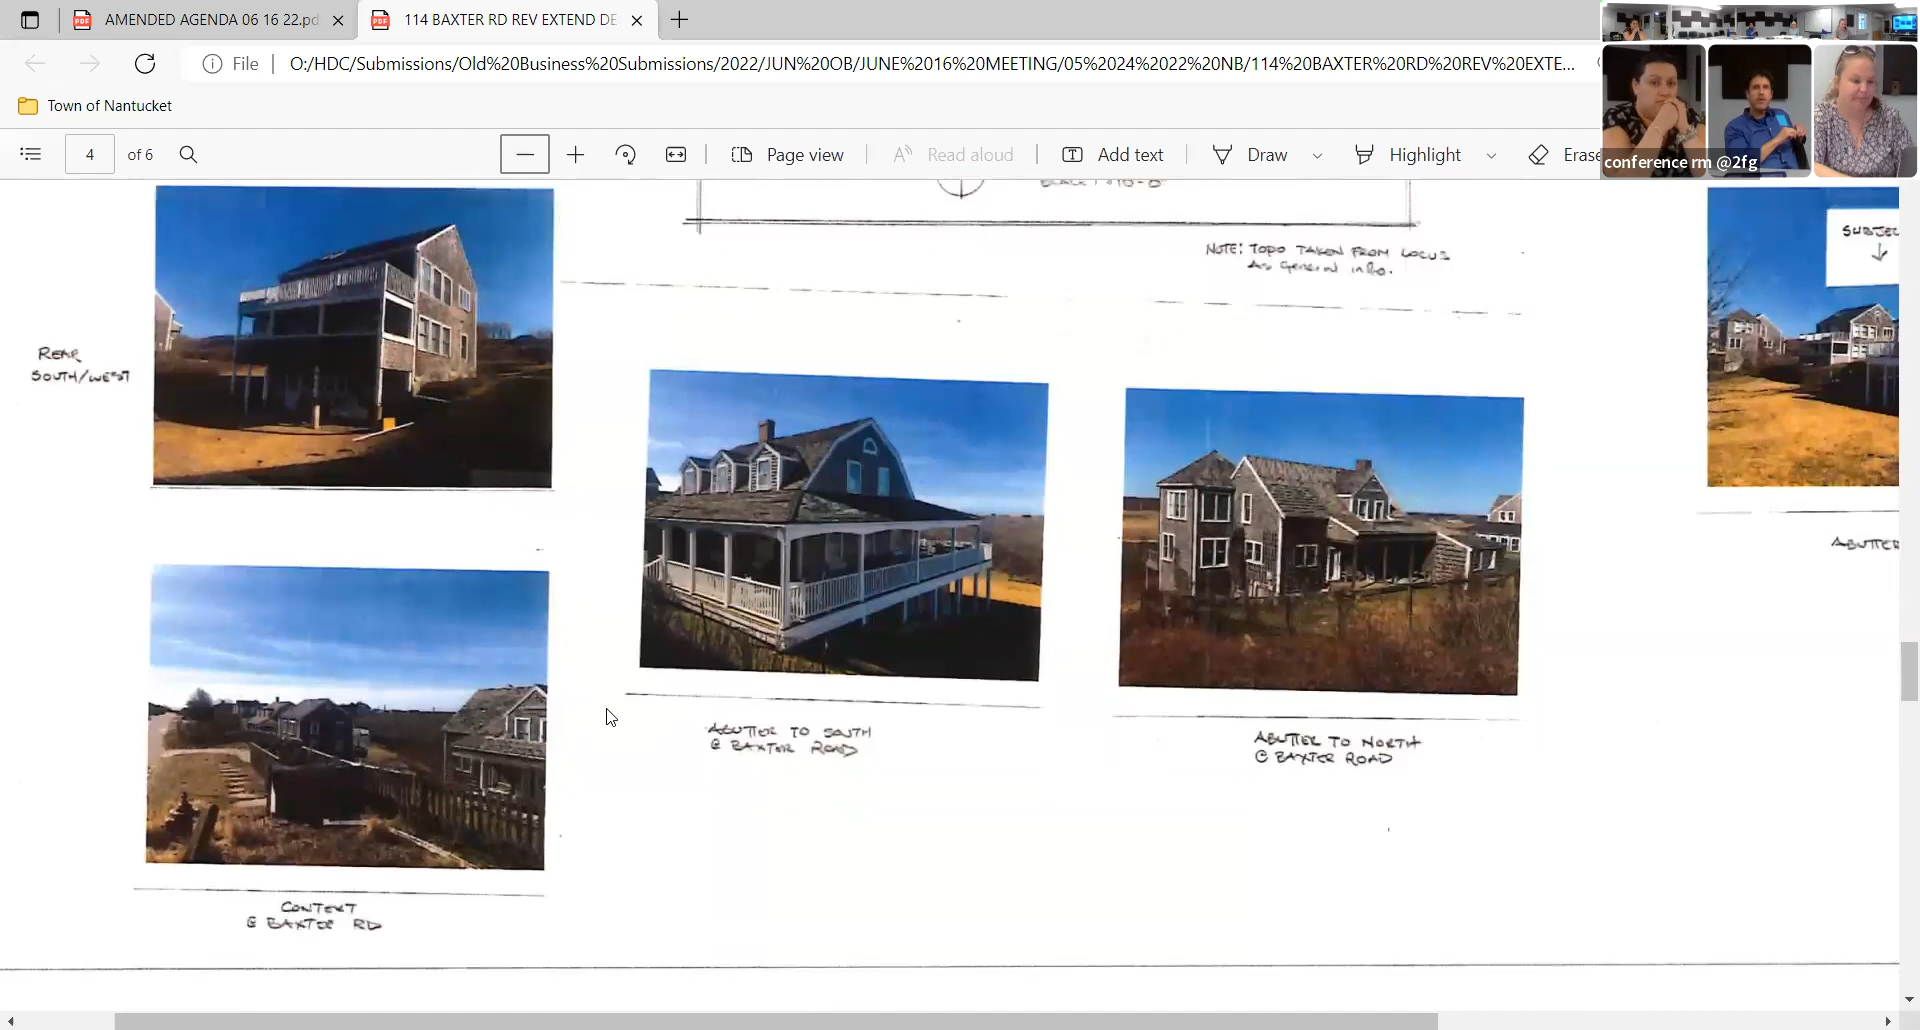 AMENDED AGENDA 06 16 22.pd
114 BAXTER RD REV EXTEND DE
File
O:/HDC/Submissions/Old%20Business%20Submissions/2022/JUN%20OB/JUNE%2016%20MEETING/05%2024%2022%20NB/114%20BAXTER%20RD%20REV%20EXTE...
Town of Nantucket
4 of 6
Page view
Read aloud
Add text
Draw
Highlight
Erase
conference rm @2fg
NOTE: TOPO TAKEN FROM LOCUS
AS General info.
SUBJEC
REAR
SOUTH/WEST
ABUTTER
ABUTTER TO SOUTH
@ BAXTER ROAD
ABUTTER TO NORTH
@ BAXTER ROAD
CONTEXT
@ BAXTER RD